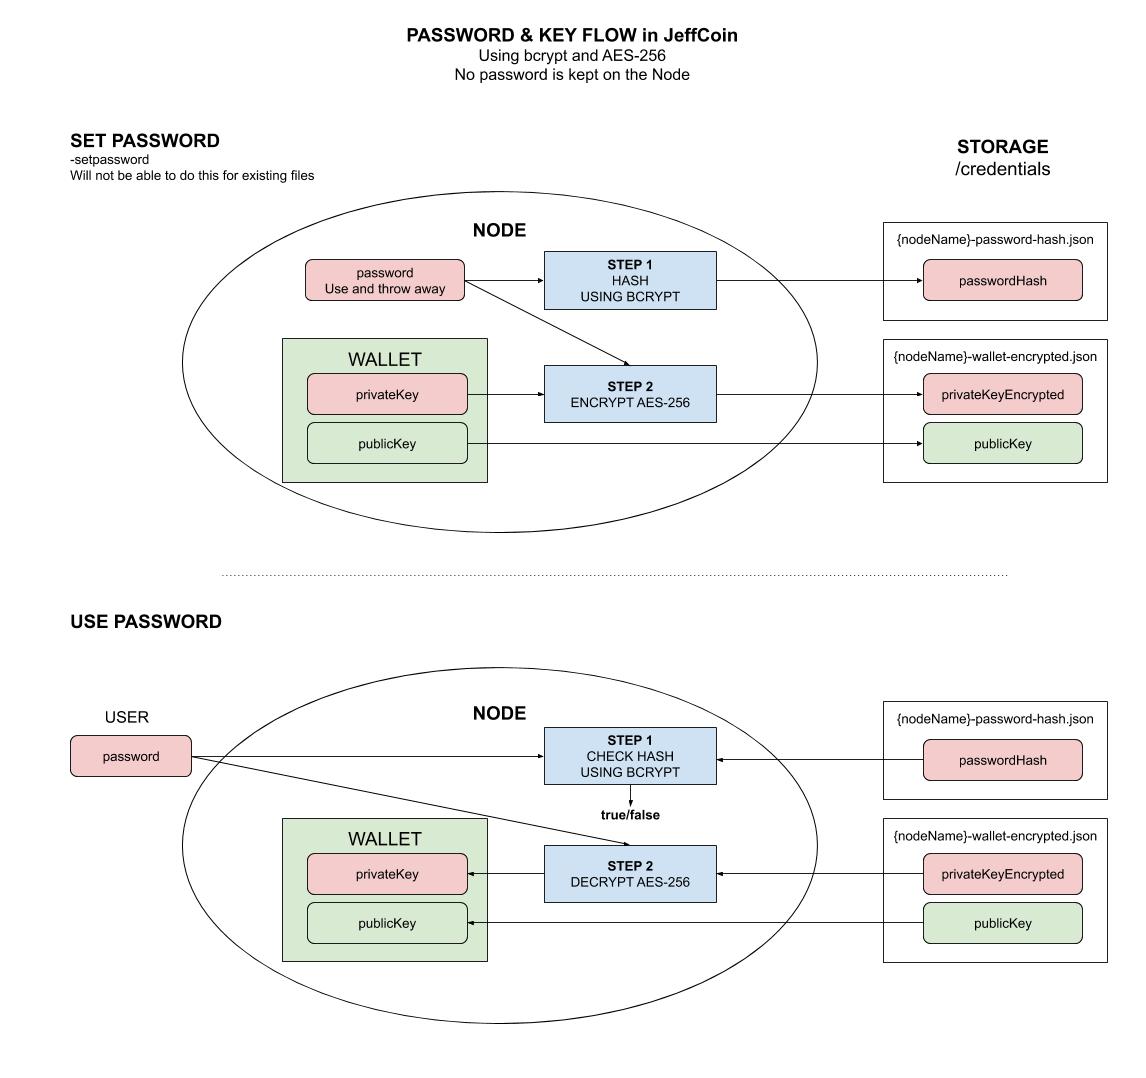 PASSWORD & KEY FLOW in JeffCoin
Using bcrypt and AES-256
No password is kept on the Node
SET PASSWORD
-setpassword
Will not be able to do this for existing files
STORAGE
/credentials
NODE
password
Use and throw away
STEP 1
HASH
USING BCRYPT
{nodeName}-password-hash.json
passwordHash
WALLET
privateKey
publicKey
STEP 2
ENCRYPT AES-256
{nodeName}-wallet-encrypted.json
privateKeyEncrypted
publicKey
USE PASSWORD
USER
password
NODE
STEP 1
CHECK HASH
USING BCRYPT
true/false
{nodeName}-password-hash.json
passwordHash
WALLET
privateKey
publicKey
STEP 2
DECRYPT AES-256
{nodeName}-wallet-encrypted.json
privateKeyEncrypted
publicKey